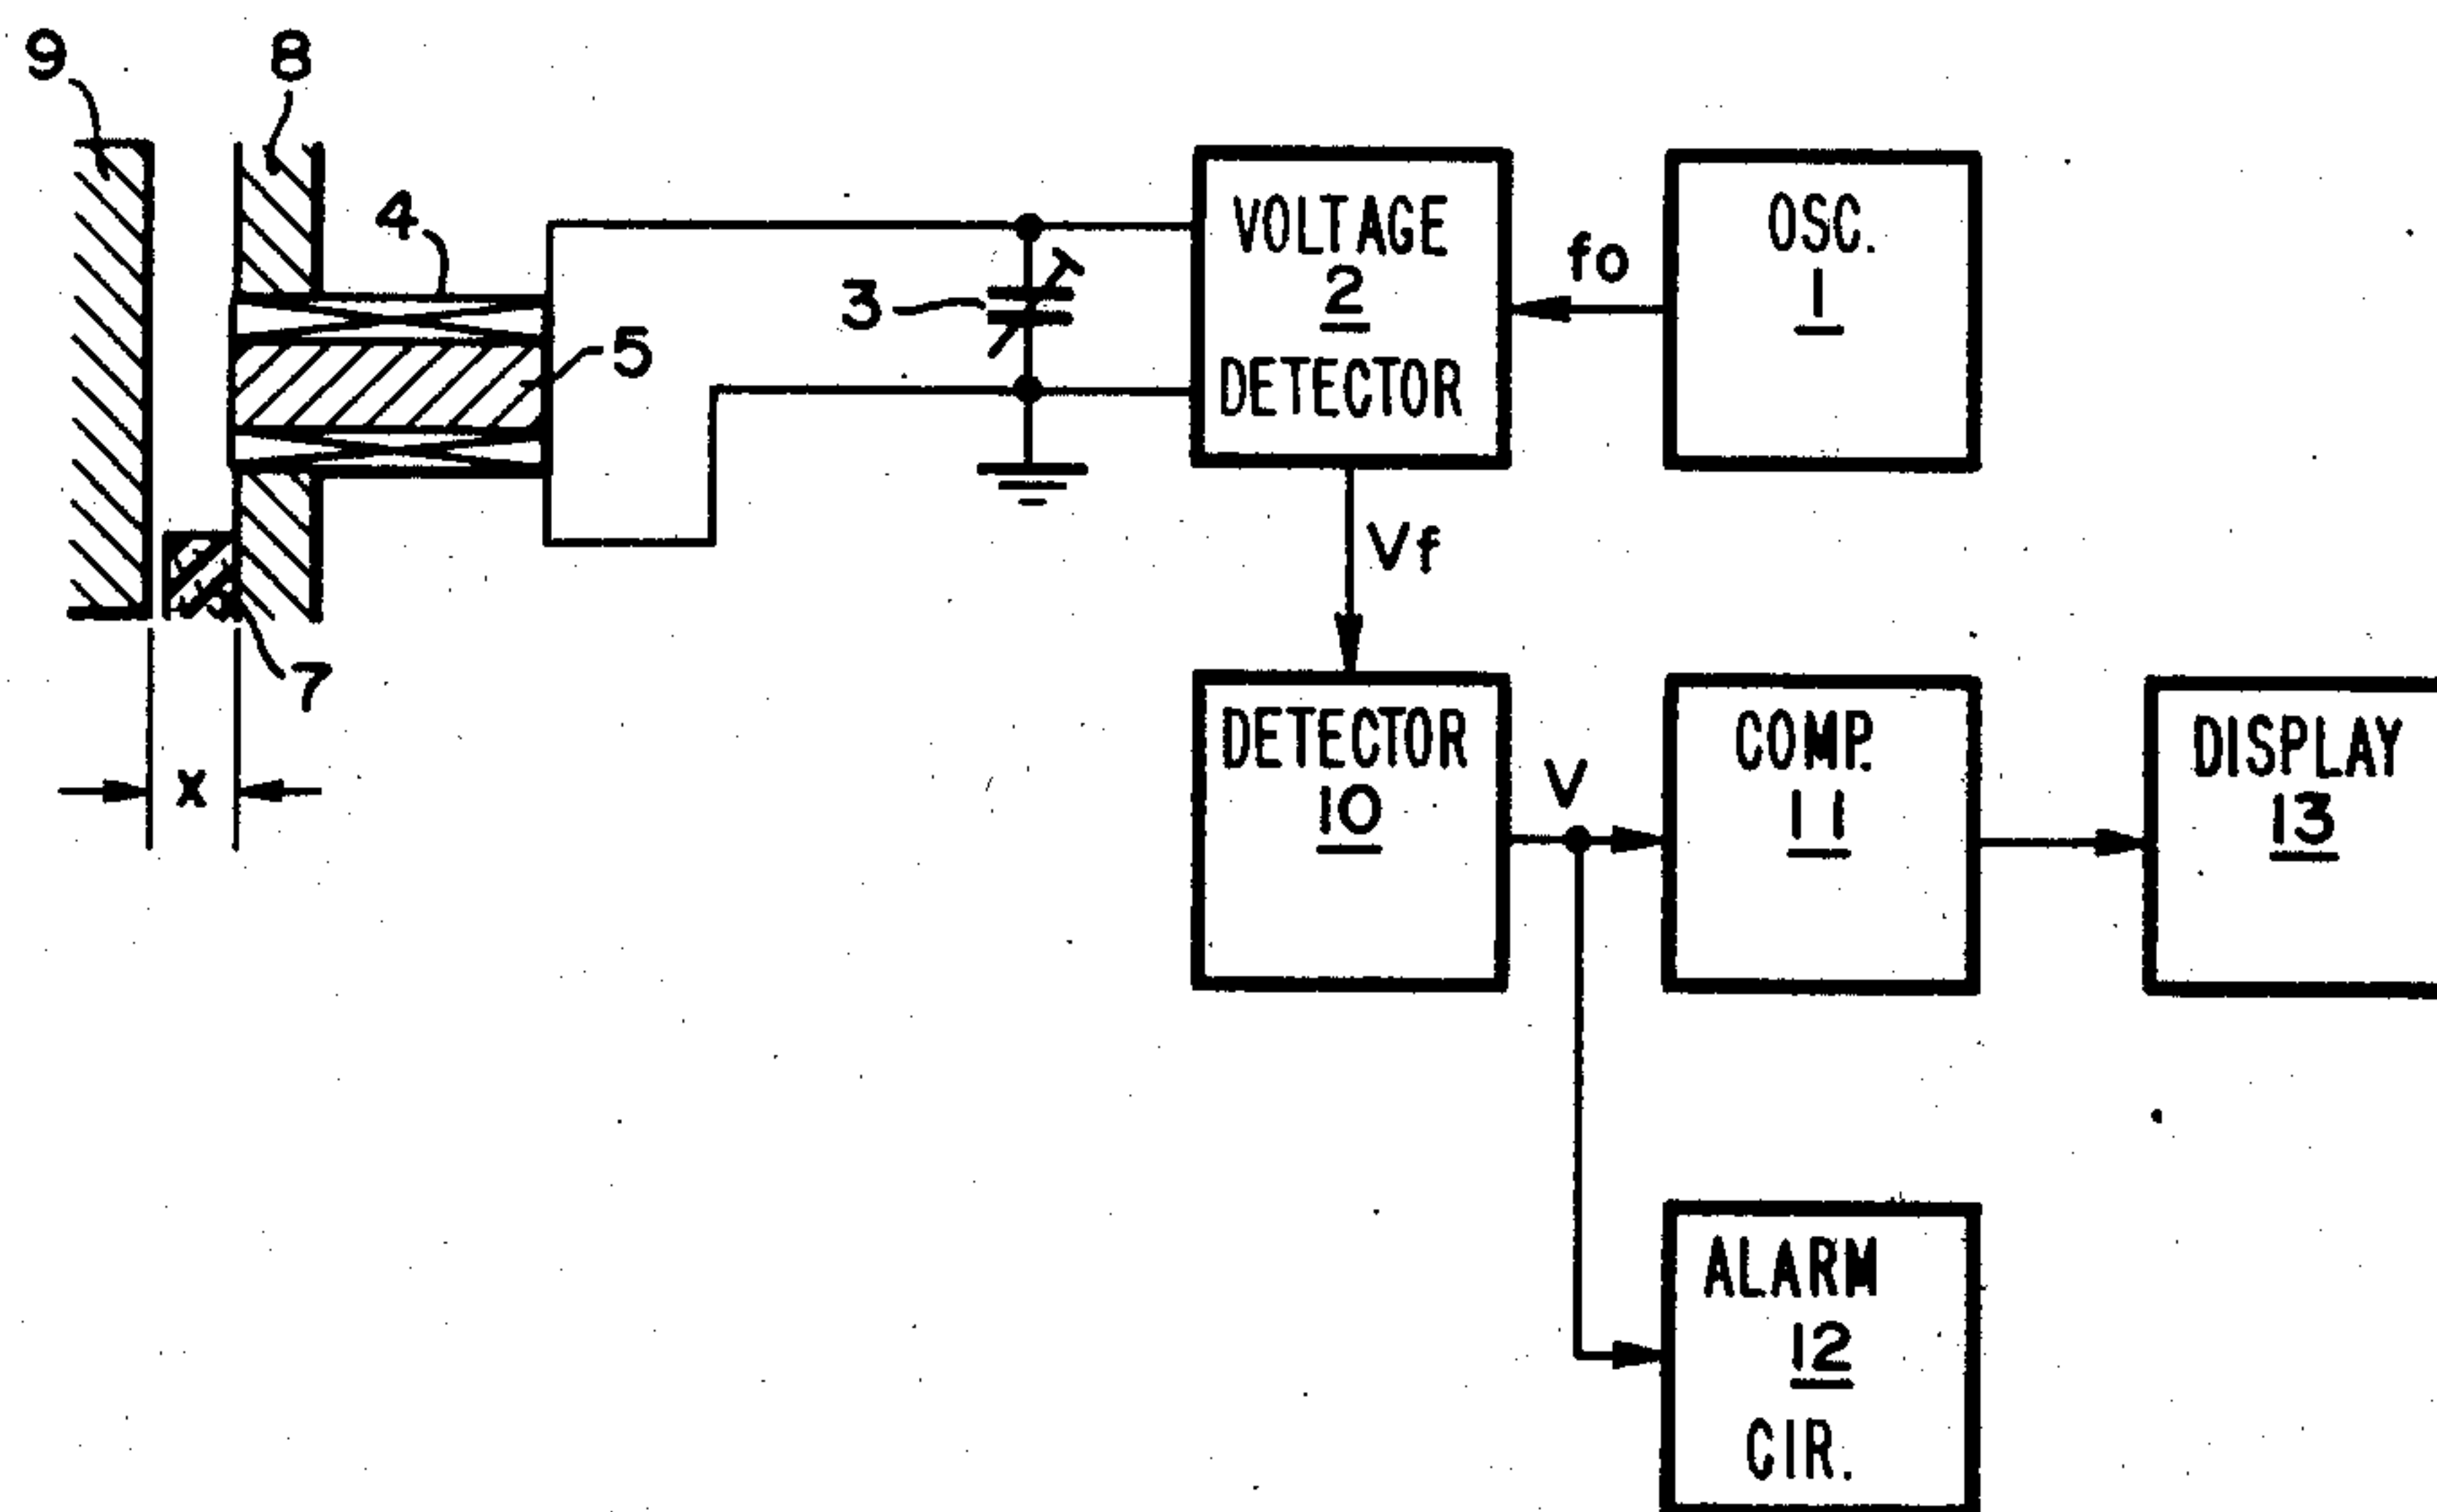 9
8
4
5
3
7
X
VOLTAGE
2
DETECTOR
fo
OSC.
1
Vf
DETECTOR
10
V
COMP.
11
DISPLAY
13
ALARM
12
CIR.